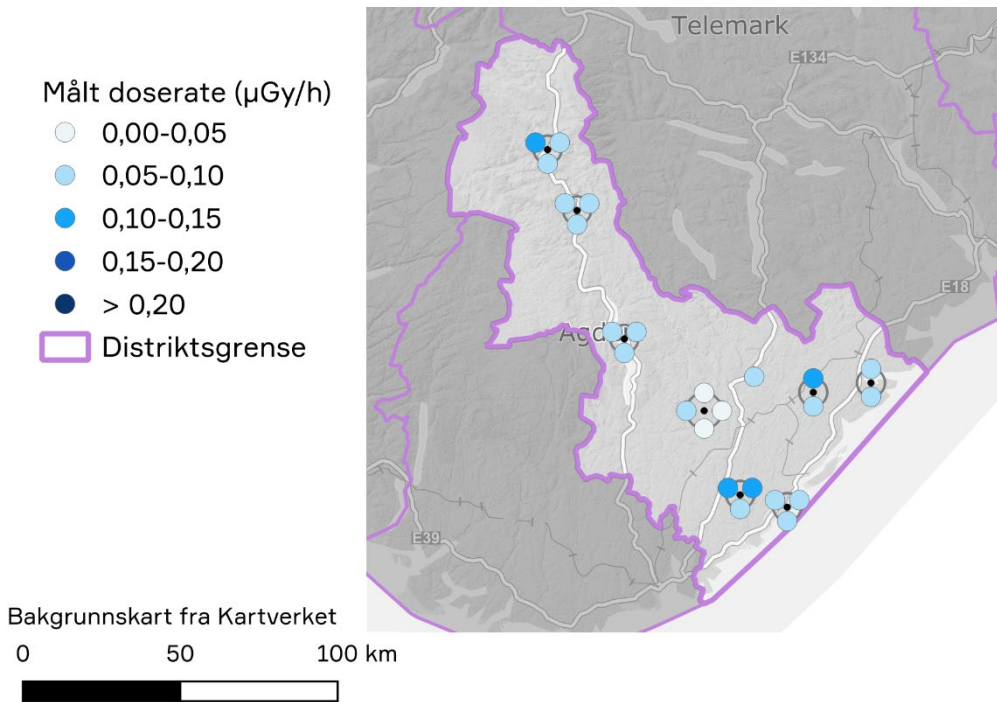 Målt doserate (µGy/h)
0,00-0,05
0,05-0,10
0,10-0,15
0,15-0,20
> 0,20
Distriktsgrense
Bakgrunnskart fra Kartverket
0 50 100 km
Telemark
E134
E18
E39